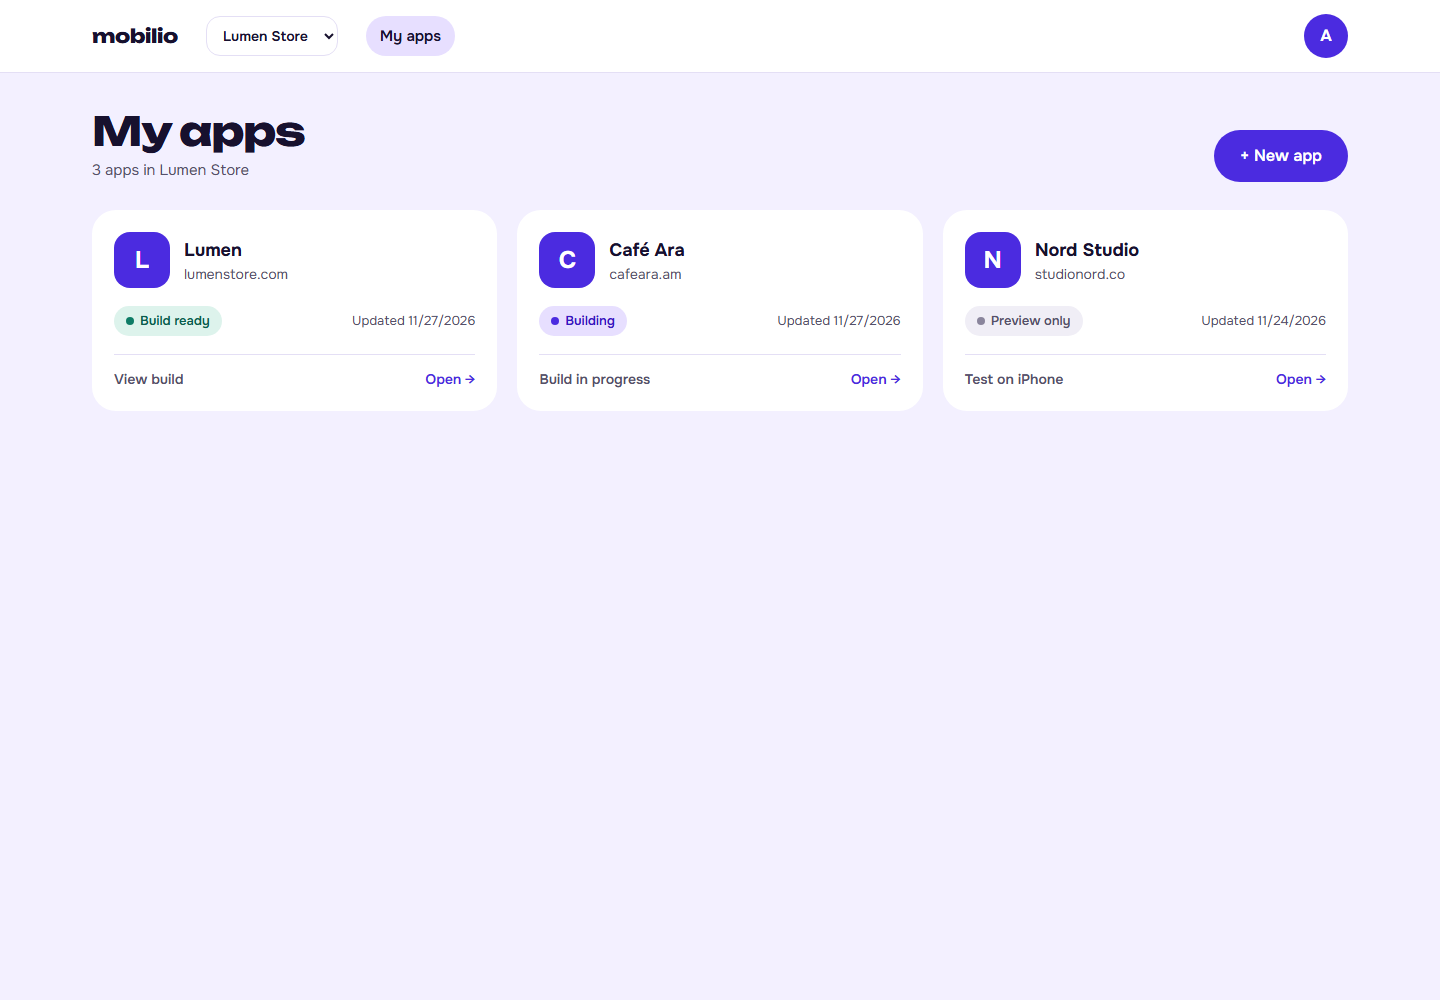 mobilio
Lumen Store
My apps
A
My apps
3 apps in Lumen Store
+ New app
L
Lumen
lumenstore.com
Build ready
Updated 11/27/2026
View build
Open →
C
Café Ara
cafeara.am
Building
Updated 11/27/2026
Build in progress
Open →
N
Nord Studio
studionord.co
Preview only
Updated 11/24/2026
Test on iPhone
Open →